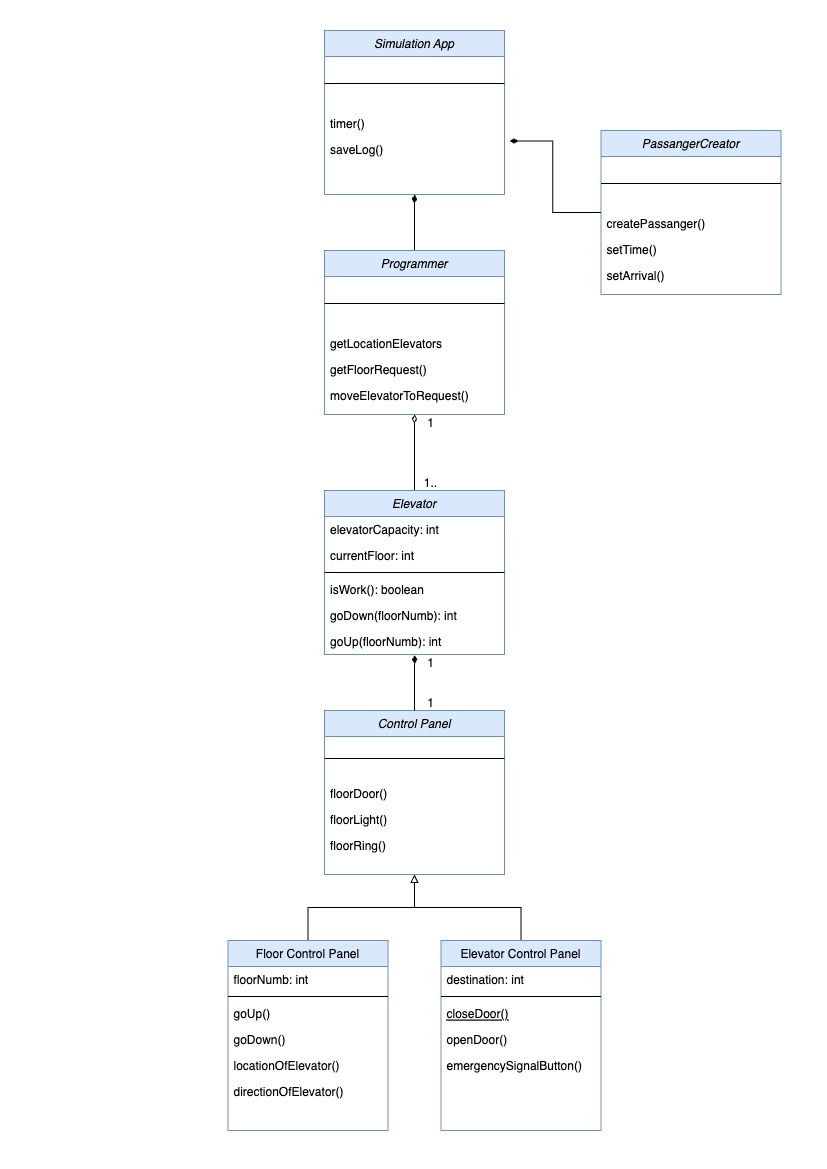 Simulation App
timer()
saveLog()
PassangerCreator
createPassanger()
setTime()
setArrival()
Programmer
getLocationElevators
getFloorRequest()
moveElevatorToRequest()
1
1..
Elevator
elevatorCapacity: int
currentFloor: int
isWork(): boolean
goDown(floorNumb): int
goUp(floorNumb): int
1
1
Control Panel
floorDoor()
floorLight()
floorRing()
Floor Control Panel
floorNumb: int
goUp()
goDown()
locationOfElevator()
directionOfElevator()
Elevator Control Panel
destination: int
closeDoor()
openDoor()
emergencySignalButton()